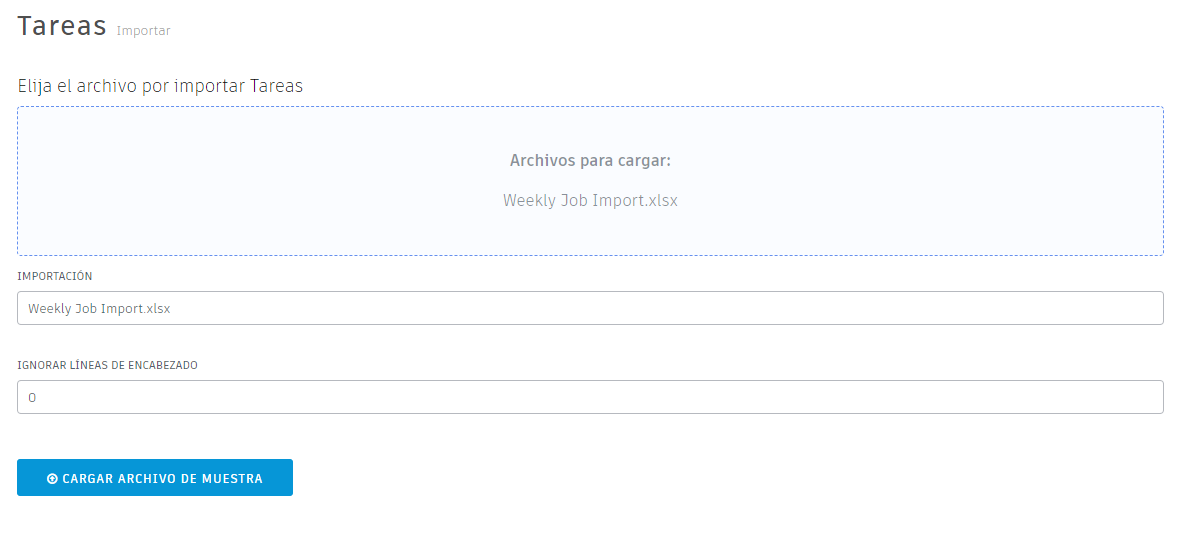 Tareas Importar
Elija el archivo por importar Tareas
Archivos para cargar:
Weekly Job Import.xlsx
IMPORTACIÓN
Weekly Job Import.xlsx
IGNORAR LÍNEAS DE ENCABEZADO
0
CARGAR ARCHIVO DE MUESTRA